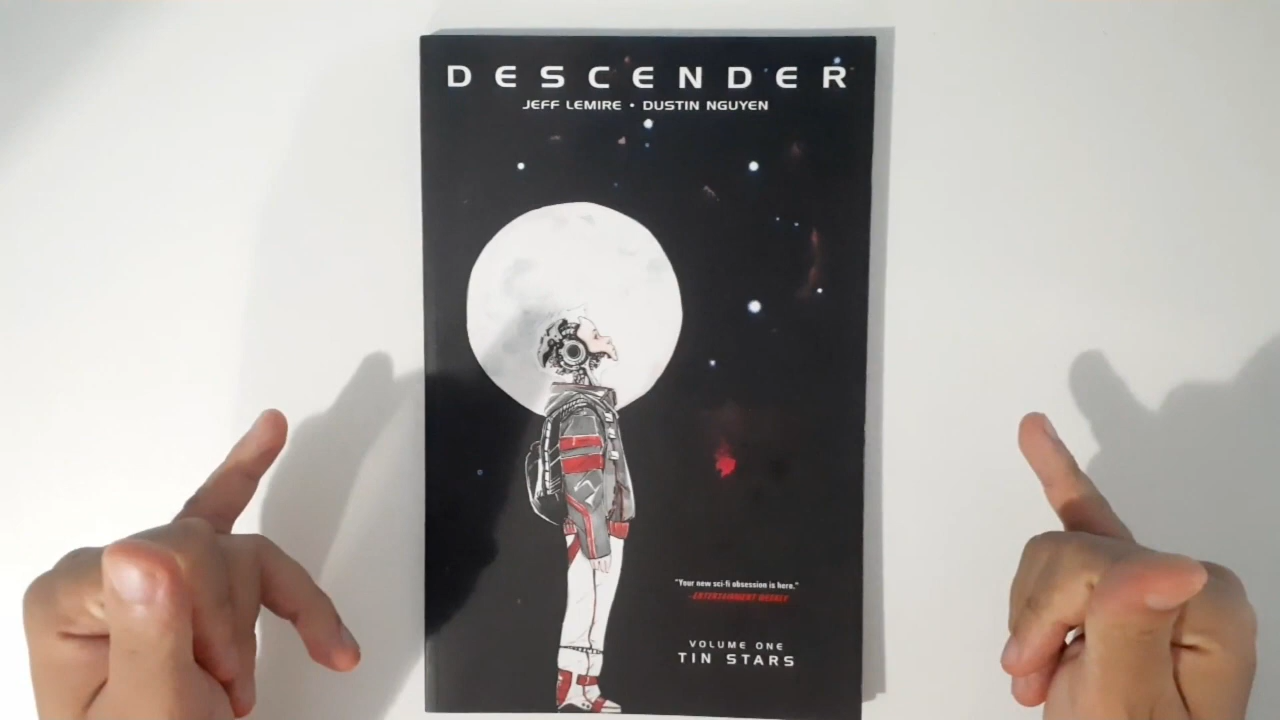 DESCENDER
JEFF LEMIRE • DUSTIN NGUYEN
"Your new sci-fi obsession is here."
-ENTERTAINMENT WEEKLY
VOLUME ONE
TIN STARS